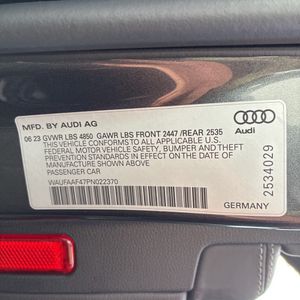 MFD. BY AUDI AG
06 23 GVWR LBS 4850 GAWR LBS FRONT 2447 /REAR 2535
THIS VEHICLE CONFORMS TO ALL APPLICABLE
FEDERAL MOTOR VEHICLE SAFETY, BUMPER AND THEFT
PREVENTION STANDARDS IN EFFECT ON THE
DATE OF MANUFACTURE SHOWN ABOVE
PASSENGER CAR
WAUFAAF47PN022370
Audi
2534029
GERMANY